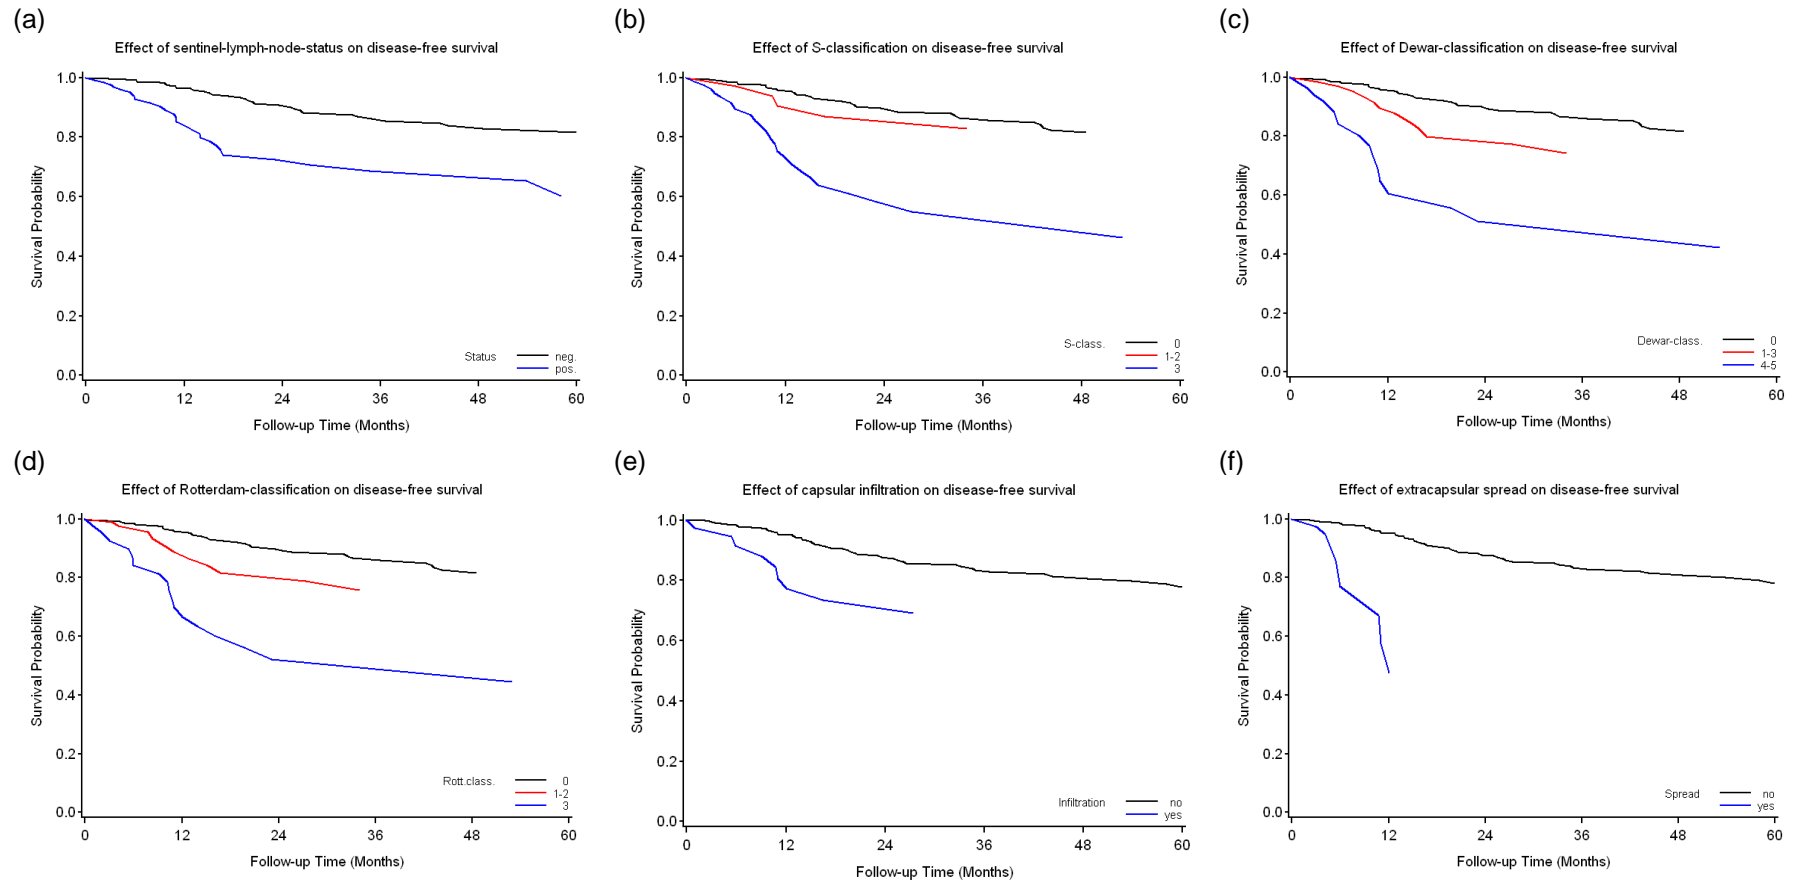 (a)
Effect of sentinel-lymph-node-status on disease-free survival
1.0
0.8
0.6
0.4
0.2
0.0
Survival Probability
Status
neg.
pos.
0 12 24 36 48 60
Follow-up Time (Months)
(b)
Effect of S-classification on disease-free survival
1.0
0.8
0.6
0.4
0.2
0.0
Survival Probability
S-class.
0
1-2
3
0 12 24 36 48 60
Follow-up Time (Months)
(c)
Effect of Dewar-classification on disease-free survival
1.0
0.8
0.6
0.4
0.2
0.0
Survival Probability
Dewar-class.
0
1-3
4-5
0 12 24 36 48 60
Follow-up Time (Months)
(d)
Effect of Rotterdam-classification on disease-free survival
1.0
0.8
0.6
0.4
0.2
0.0
Survival Probability
Rott.class.
0
1-2
3
0 12 24 36 48 60
Follow-up Time (Months)
(e)
Effect of capsular infiltration on disease-free survival
1.0
0.8
0.6
0.4
0.2
0.0
Survival Probability
Infiltration
no
yes
0 12 24 36 48 60
Follow-up Time (Months)
(f)
Effect of extracapsular spread on disease-free survival
1.0
0.8
0.6
0.4
0.2
0.0
Survival Probability
Spread
no
yes
0 12 24 36 48 60
Follow-up Time (Months)